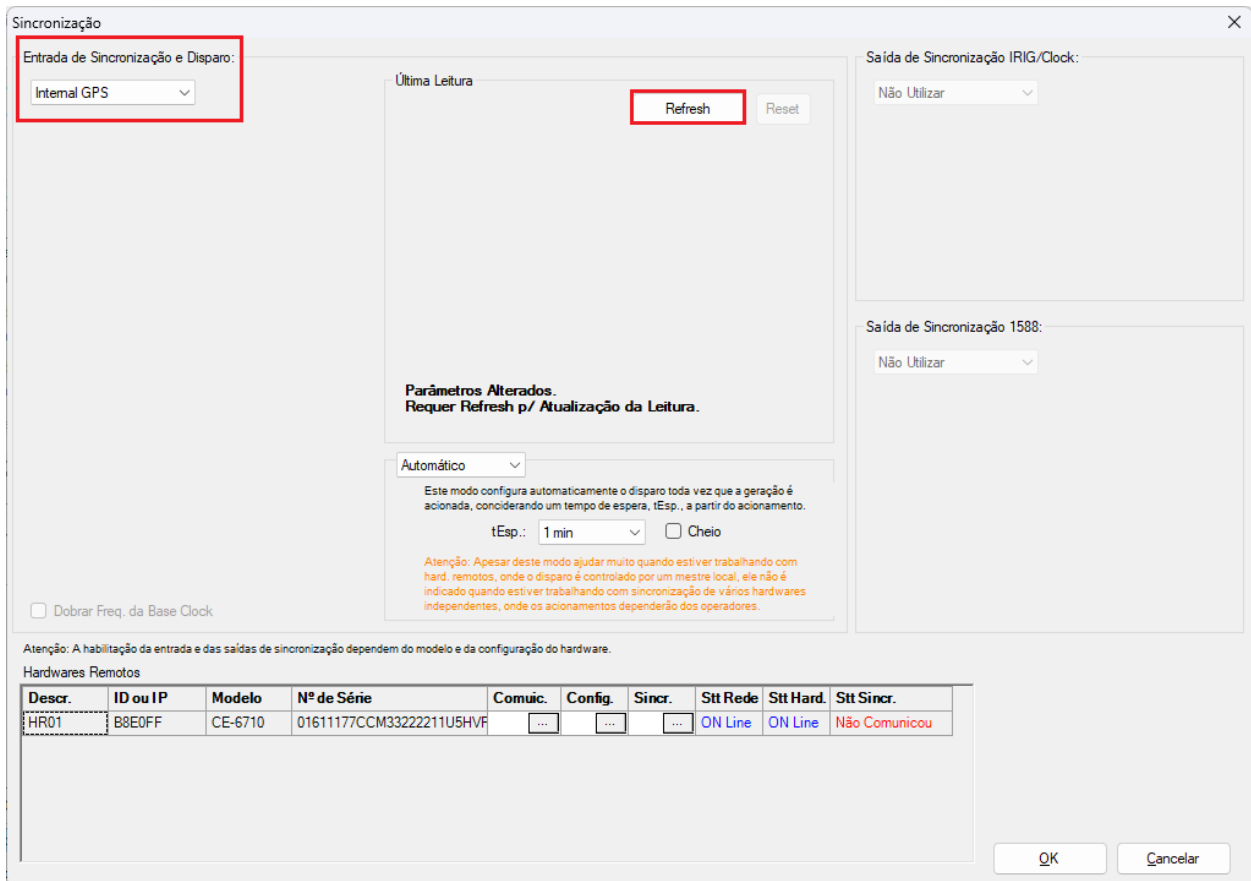 Sincronização
Entrada de Sincronização e Disparo:
Internal GPS
Última Leitura
Refresh
Reset
Parâmetros Alterados.
Requer Refresh p/ Atualização da Leitura.
Automático
Este modo configura automaticamente o disparo toda vez que a geração é
acionada, conciderando um tempo de espera, tEsp., a partir do acionamento.
tEsp.: 1 min Cheio
Atenção: Apesar deste modo ajudar muito quando estiver trabalhando com
hard. remotos, onde o disparo é controlado por um mestre local, ele não é
indicado quando estiver trabalhando com sincronização de vários hardwares
independentes, onde os acionamentos dependerão dos operadores.
Dobrar Freq. da Base Clock
Saída de Sincronização IRIG/Clock:
Não Utilizar
Saída de Sincronização 1588:
Não Utilizar
Atenção: A habilitação da entrada e das saídas de sincronização dependem do modelo e da configuração do hardware.
Hardwares Remotos
Descr. ID ou IP Modelo Nº de Série Comuic. Config. Sincr. Stt Rede Stt Hard. Stt Sincr.
HR01 B8E0FF CE-6710 01611177CCM33222211U5HVF ... ... ... ON Line ON Line Não Comunicou
OK Cancelar